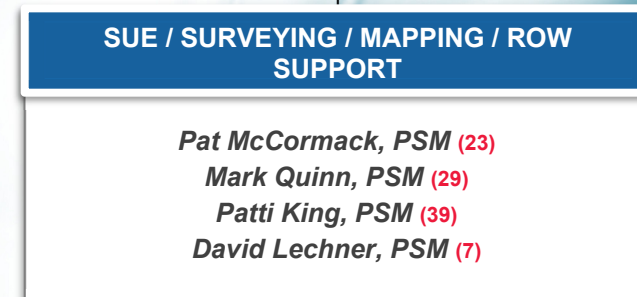 SUE / SURVEYING / MAPPING / ROW
SUPPORT
Pat McCormack, PSM (23)
Mark Quinn, PSM (29)
Patti King, PSM (39)
David Lechner, PSM (7)